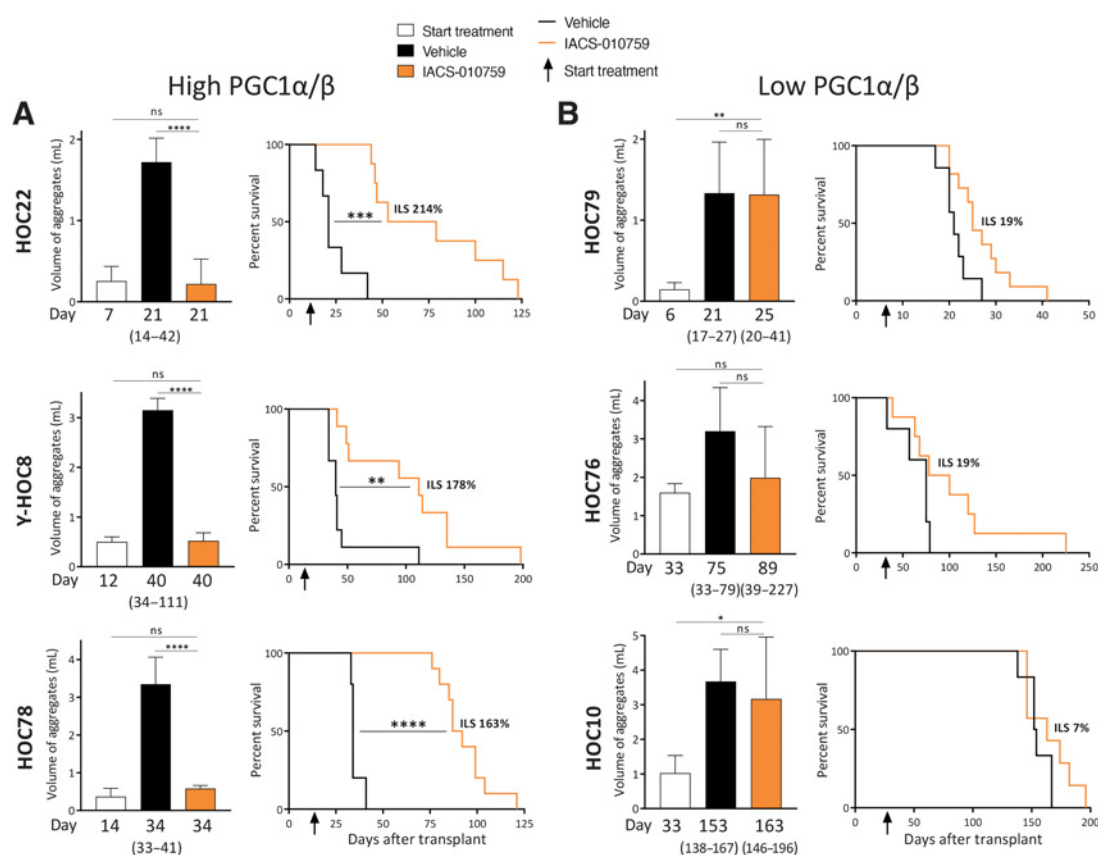 Start treatment
Vehicle
IACS-010759
Vehicle
IACS-010759
Start treatment
High PGC1α/β
Low PGC1α/β
A
HOC22
Volume of aggregates (mL)
2
1
0
ns
****
Day 7 21 21
(14–42)
Percent survival
100
50
0
ILS 214%
***
0 25 50 75 100 125
Y-HOC8
Volume of aggregates (mL)
3
2
1
0
ns
****
Day 12 40 40
(34–111)
Percent survival
100
50
0
ILS 178%
**
0 50 100 150 200
HOC78
Volume of aggregates (mL)
4
3
2
1
0
ns
****
Day 14 34 34
(33–41)
Percent survival
100
50
0
ILS 163%
****
0 25 50 75 100 125
Days after transplant
B
HOC79
Volume of aggregates (mL)
2
1
0
**
ns
Day 6 21 25
(17–27) (20–41)
Percent survival
100
50
0
ILS 19%
0 10 20 30 40 50
HOC76
Volume of aggregates (mL)
4
3
2
1
0
ns
ns
Day 33 75 89
(33–79) (39–227)
Percent survival
100
50
0
ILS 19%
0 50 100 150 200 250
HOC10
Volume of aggregates (mL)
5
4
3
2
1
0
*
ns
Day 33 153 163
(138–167) (146–196)
Percent survival
100
50
0
ILS 7%
0 50 100 150 200
Days after transplant